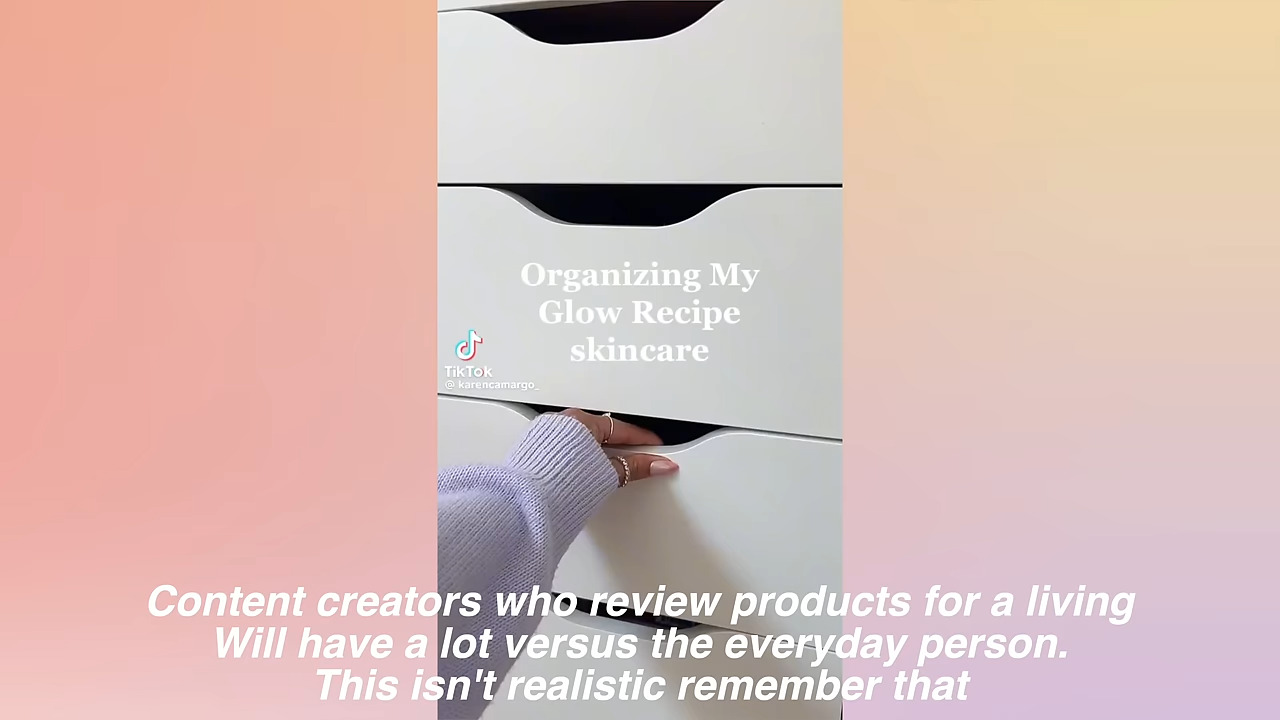 Organizing My
Glow Recipe
skincare
TikTok
@ karencamargo_
Content creators who review products for a living
Will have a lot versus the everyday person.
This isn't realistic remember that